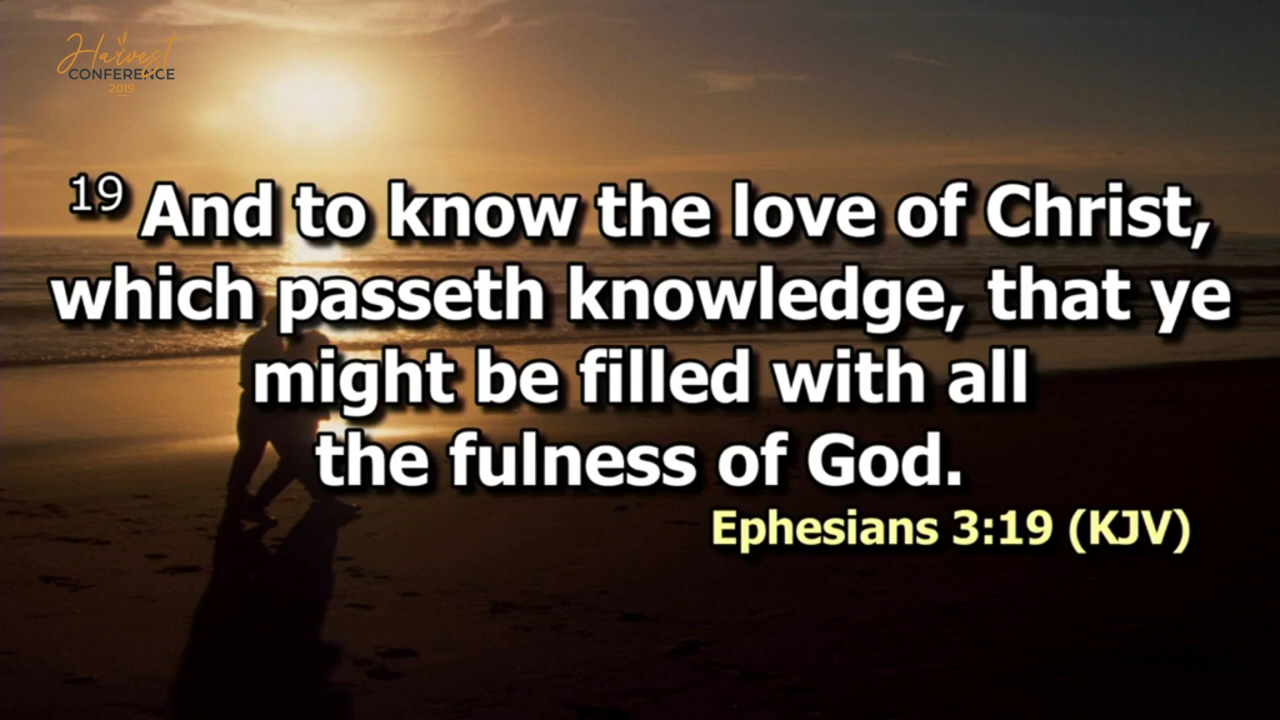 Harvest
CONFERENCE
2019
19 And to know the love of Christ,
which passeth knowledge, that ye
might be filled with all
the fulness of God.
Ephesians 3:19 (KJV)